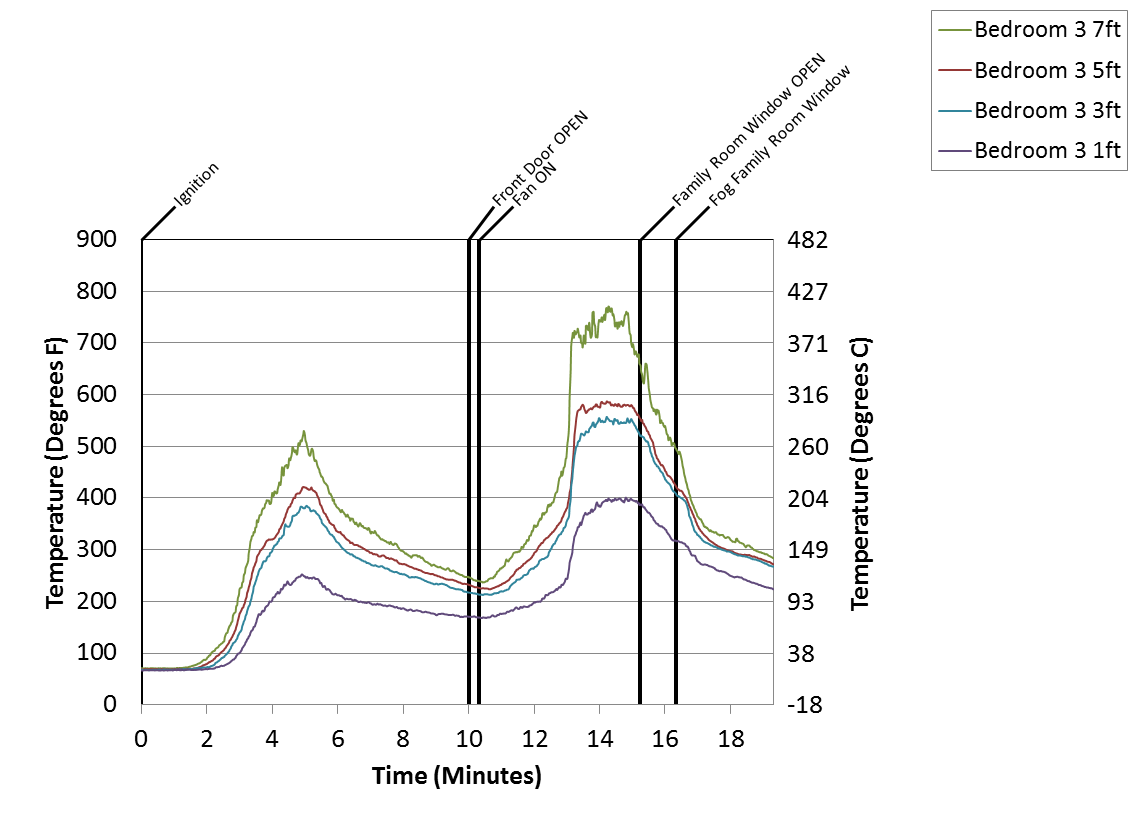 Bedroom 3 7ft
Bedroom 3 5ft
Bedroom 3 3ft
Bedroom 3 1ft
Ignition
Front Door OPEN
Fan ON
Family Room Window OPEN
Fog Family Room Window
900
800
700
600
500
400
300
200
100
0
Temperature (Degrees F)
482
427
371
316
260
204
149
93
38
-18
Temperature (Degrees C)
0 2 4 6 8 10 12 14 16 18
Time (Minutes)